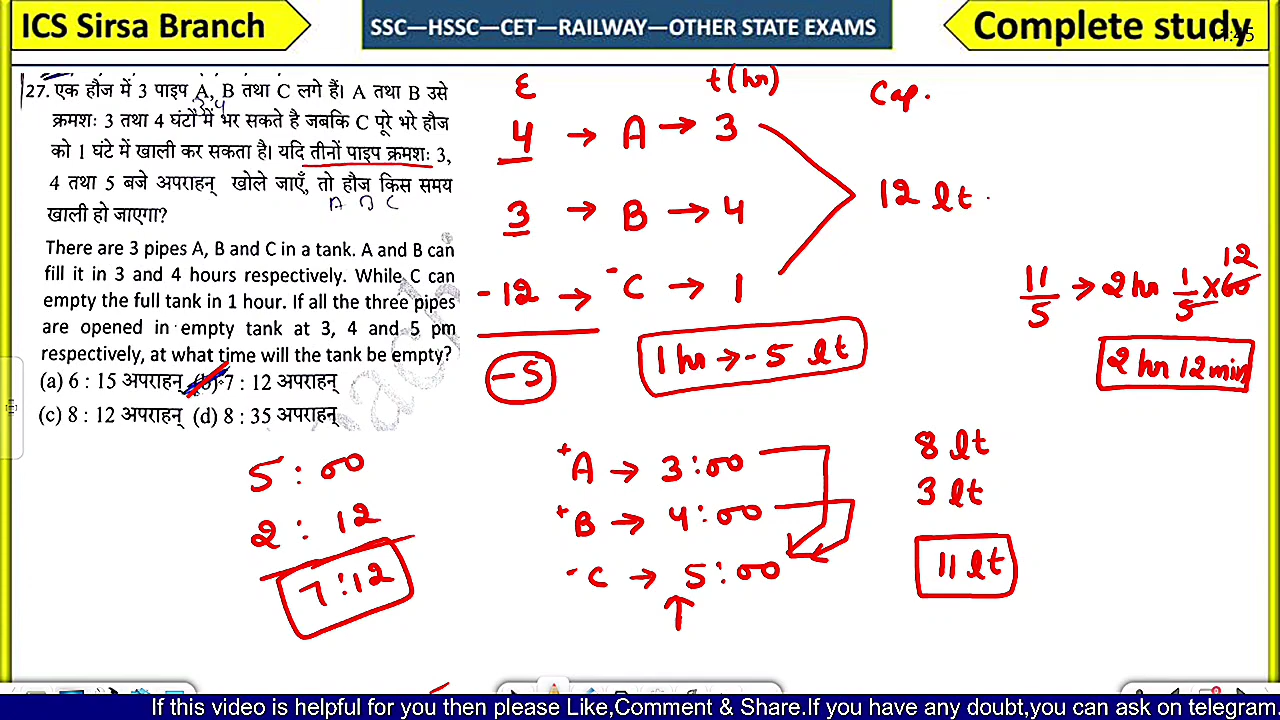 ICS Sirsa Branch
SSC—HSSC—CET—RAILWAY—OTHER STATE EXAMS
Complete study
27. एक हौज में 3 पाइप A, B तथा C लगे हैं। A तथा B उसे
3 4
क्रमशः 3 तथा 4 घंटों में भर सकते है जबकि C पूरे भरे हौज
को 1 घंटे में खाली कर सकता है। यदि तीनों पाइप क्रमशः 3,
4 तथा 5 बजे अपराहन् खोले जाएँ, तो हौज किस समय
A B C
खाली हो जाएगा?
There are 3 pipes A, B and C in a tank. A and B can
fill it in 3 and 4 hours respectively. While C can
empty the full tank in 1 hour. If all the three pipes
are opened in empty tank at 3, 4 and 5 pm
respectively, at what time will the tank be empty?
(a) 6 : 15 अपराहन् (b) 7 : 12 अपराहन्
(c) 8 : 12 अपराहन् (d) 8 : 35 अपराहन्
E t(hr) Cap.
4 → A → 3
12 lt
3 → B → 4
-12 → -C → 1
-5
1 hr → -5 lt
11/5 → 2 hr 1/5 × 60 12
2 hr 12 min
+A → 3:00 8 lt
+B → 4:00 3 lt
-C → 5:00 11 lt
5:00
2:12
7:12
If this video is helpful for you then please Like,Comment & Share.If you have any doubt,you can ask on telegram